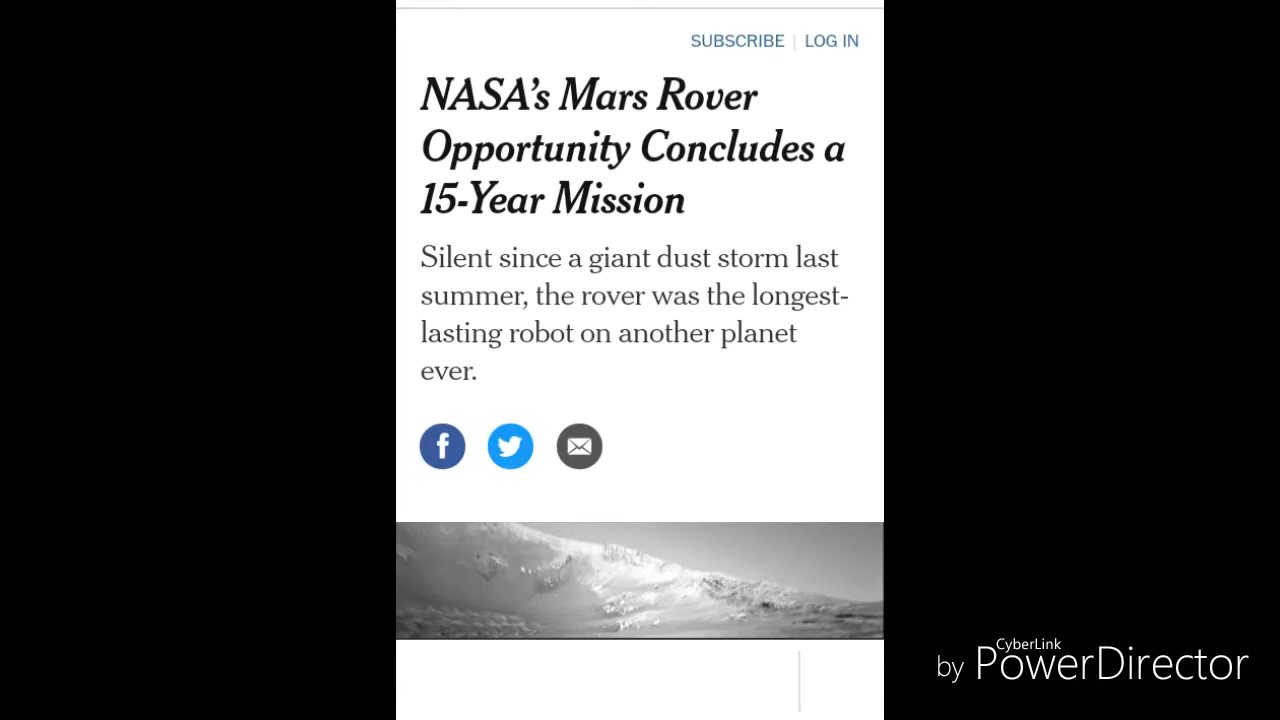 SUBSCRIBE | LOG IN
NASA’s Mars Rover
Opportunity Concludes a
15-Year Mission
Silent since a giant dust storm last
summer, the rover was the longest-
lasting robot on another planet
ever.
CyberLink
by PowerDirector